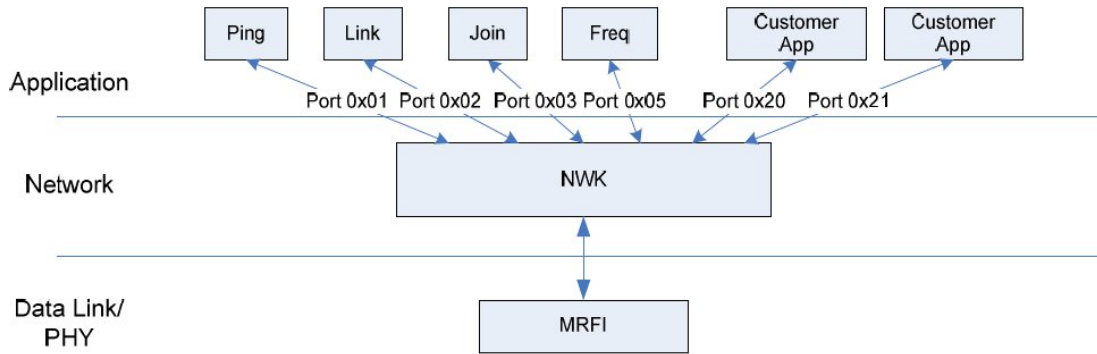 Ping
Link
Join
Freq
Customer
App
Customer
App
Application
Port 0x01
Port 0x02
Port 0x03
Port 0x05
Port 0x20
Port 0x21
Network
NWK
Data Link/
PHY
MRFI